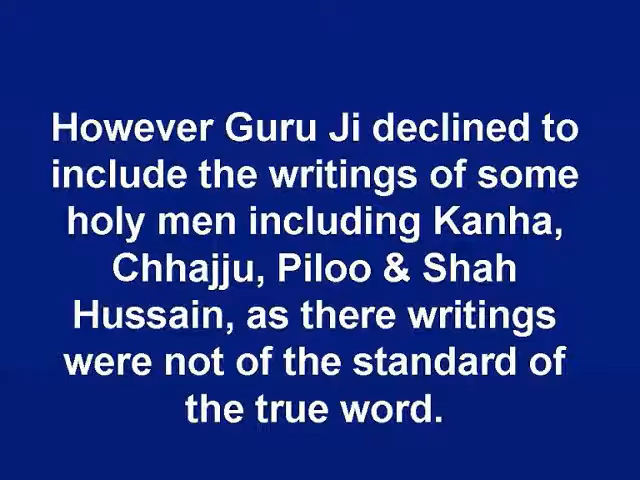 However Guru Ji declined to
include the writings of some
holy men including Kanha,
Chhajju, Piloo & Shah
Hussain, as there writings
were not of the standard of
the true word.